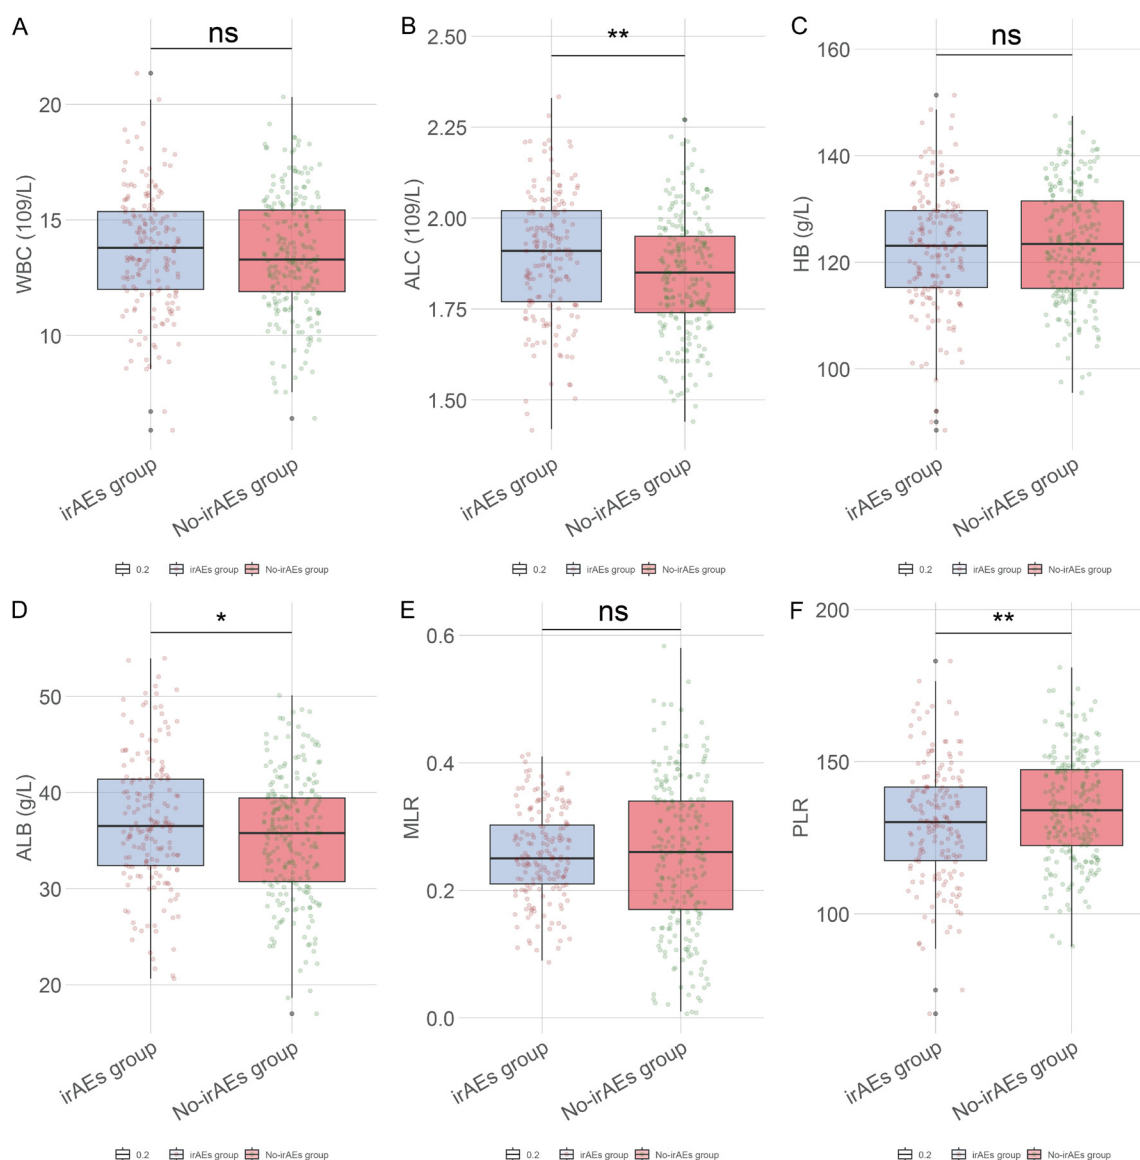 A
ns
WBC (109/L)
20
15
10
irAEs group
No-irAEs group
0.2 irAEs group No-irAEs group
B
**
ALC (109/L)
2.50
2.25
2.00
1.75
1.50
irAEs group
No-irAEs group
0.2 irAEs group No-irAEs group
C
ns
HB (g/L)
160
140
120
100
irAEs group
No-irAEs group
0.2 irAEs group No-irAEs group
D
*
ALB (g/L)
50
40
30
20
irAEs group
No-irAEs group
0.2 irAEs group No-irAEs group
E
ns
MLR
0.6
0.4
0.2
0.0
irAEs group
No-irAEs group
0.2 irAEs group No-irAEs group
F
**
PLR
200
150
100
irAEs group
No-irAEs group
0.2 irAEs group No-irAEs group